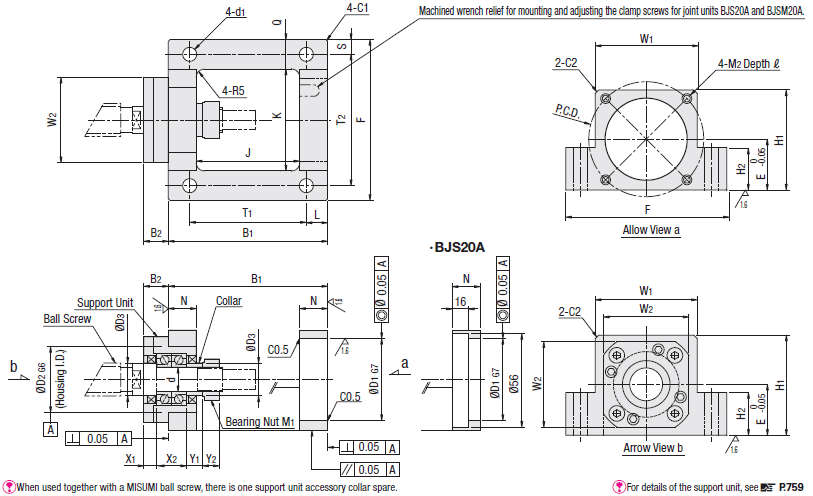 Machined wrench relief for mounting and adjusting the clamp screws for joint units BJS20A and BJSM20A.
4-d1
4-C1
Q
S
4-R5
W2
K
T2
F
J
T1
L
B2
B1
W1
2-C2
4-M2 Depth ℓ
P.C.D.
H2
E 0 -0.05
H1
1.6
F
Allow View a
·BJS20A
B2
B1
Support Unit
N
Collar
N
1.6
1.6
Ball Screw
ØD3
ØD3
C0.5
1.6
◎ Ø 0.05 A
b
ØD2 G6
(Housing I.D.)
d
ØD1 G7
a
C0.5
Bearing Nut M1
A
⊥ 0.05 A
X1
X2
Y1
Y2
⊥ 0.05 A
// 0.05 A
N
16
◎ Ø 0.05 A
ØD1 G7
Ø56
W1
2-C2
W2
W2
H2
E 0 -0.05
H1
1.6
Arrow View b
When used together with a MISUMI ball screw, there is one support unit accessory collar spare.
For details of the support unit, see P.759